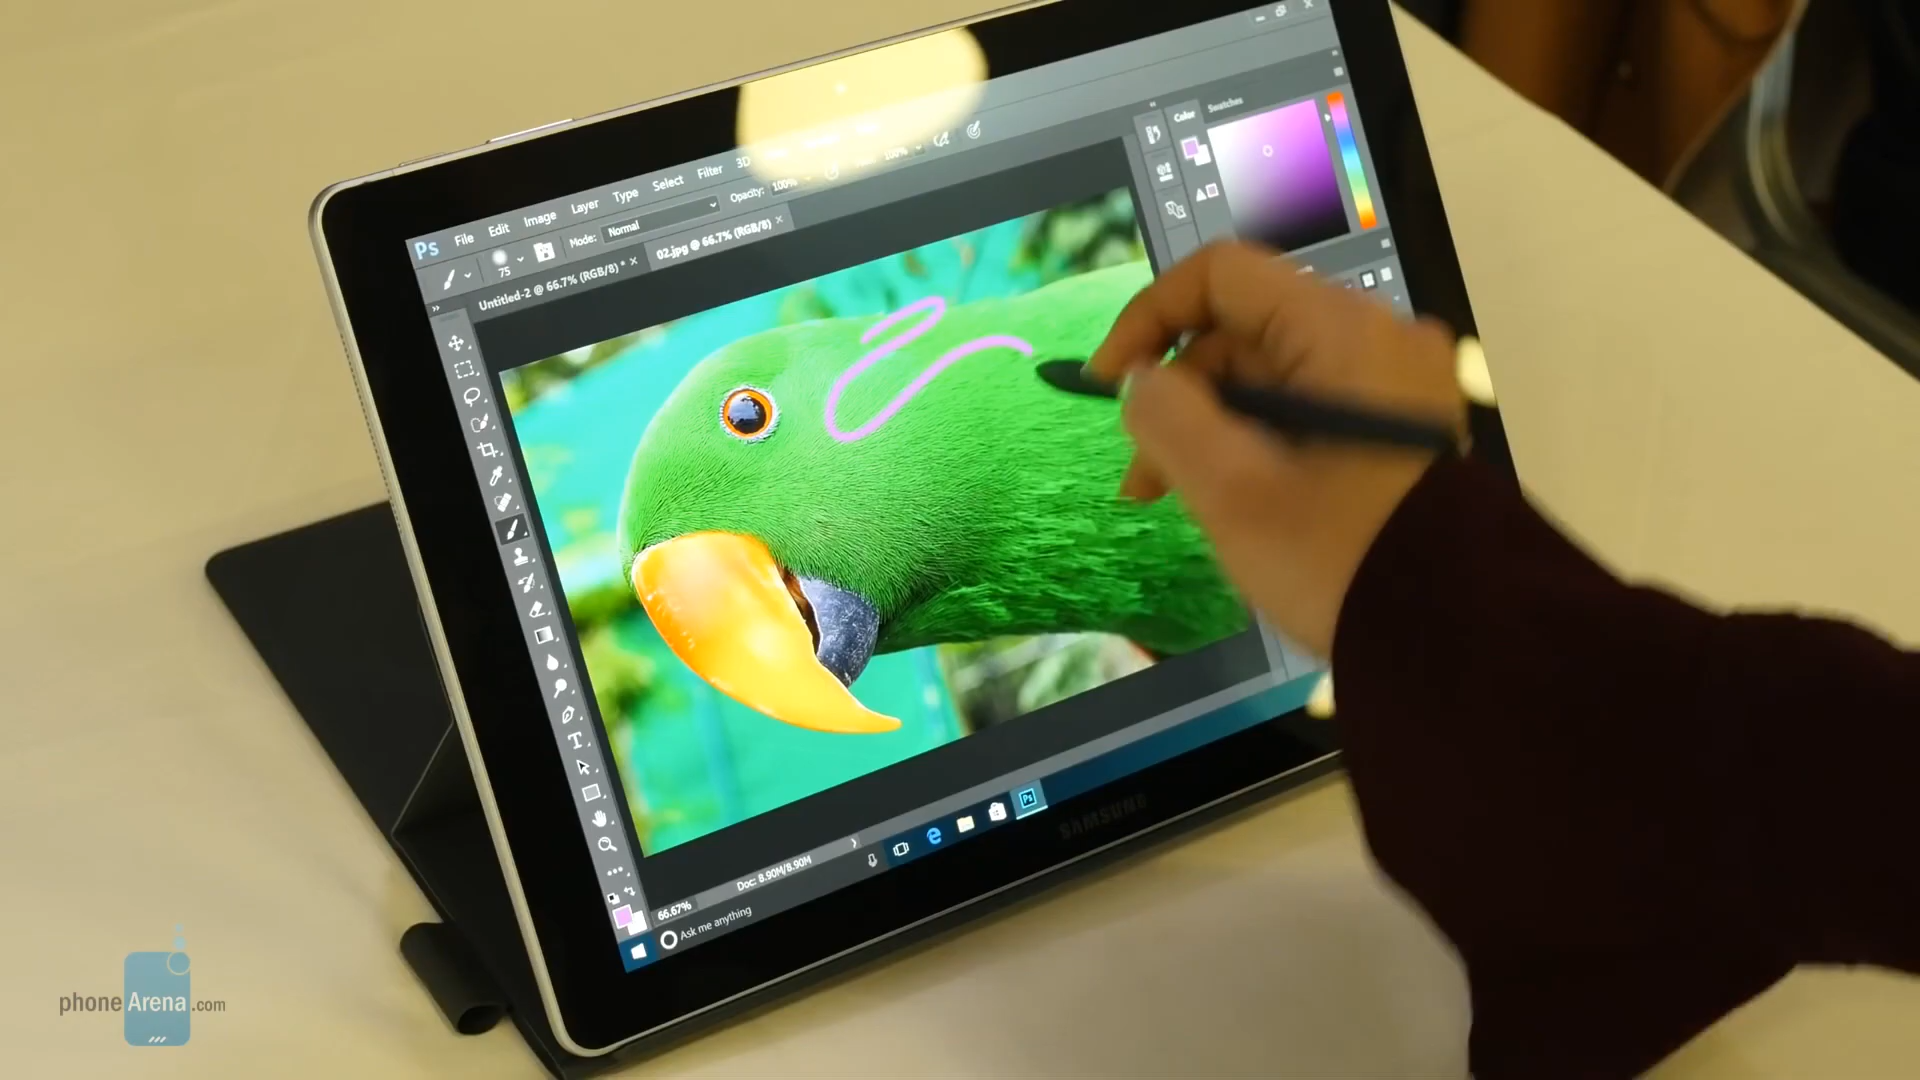 Ps File Edit Image Layer Type Select Filter 3D
75 Mode: Normal Opacity: 100% 100%
Untitled-2 @ 66.7% (RGB/8) * × 02.jpg @ 66.7% (RGB/8) ×
Color Swatches
T
66.67% Doc: 8.90M/8.90M
Ask me anything
Ps
SAMSUNG
phoneArena.com